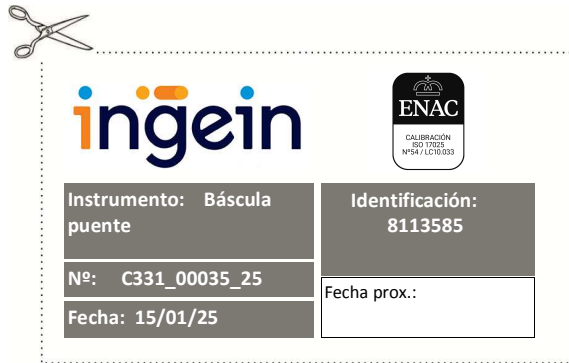 ingein
ENAC
CALIBRACIÓN
ISO 17025
Nº54 / LC10.033
Instrumento: Báscula
puente
Identificación:
8113585
Nº: C331_00035_25
Fecha: 15/01/25
Fecha prox.: